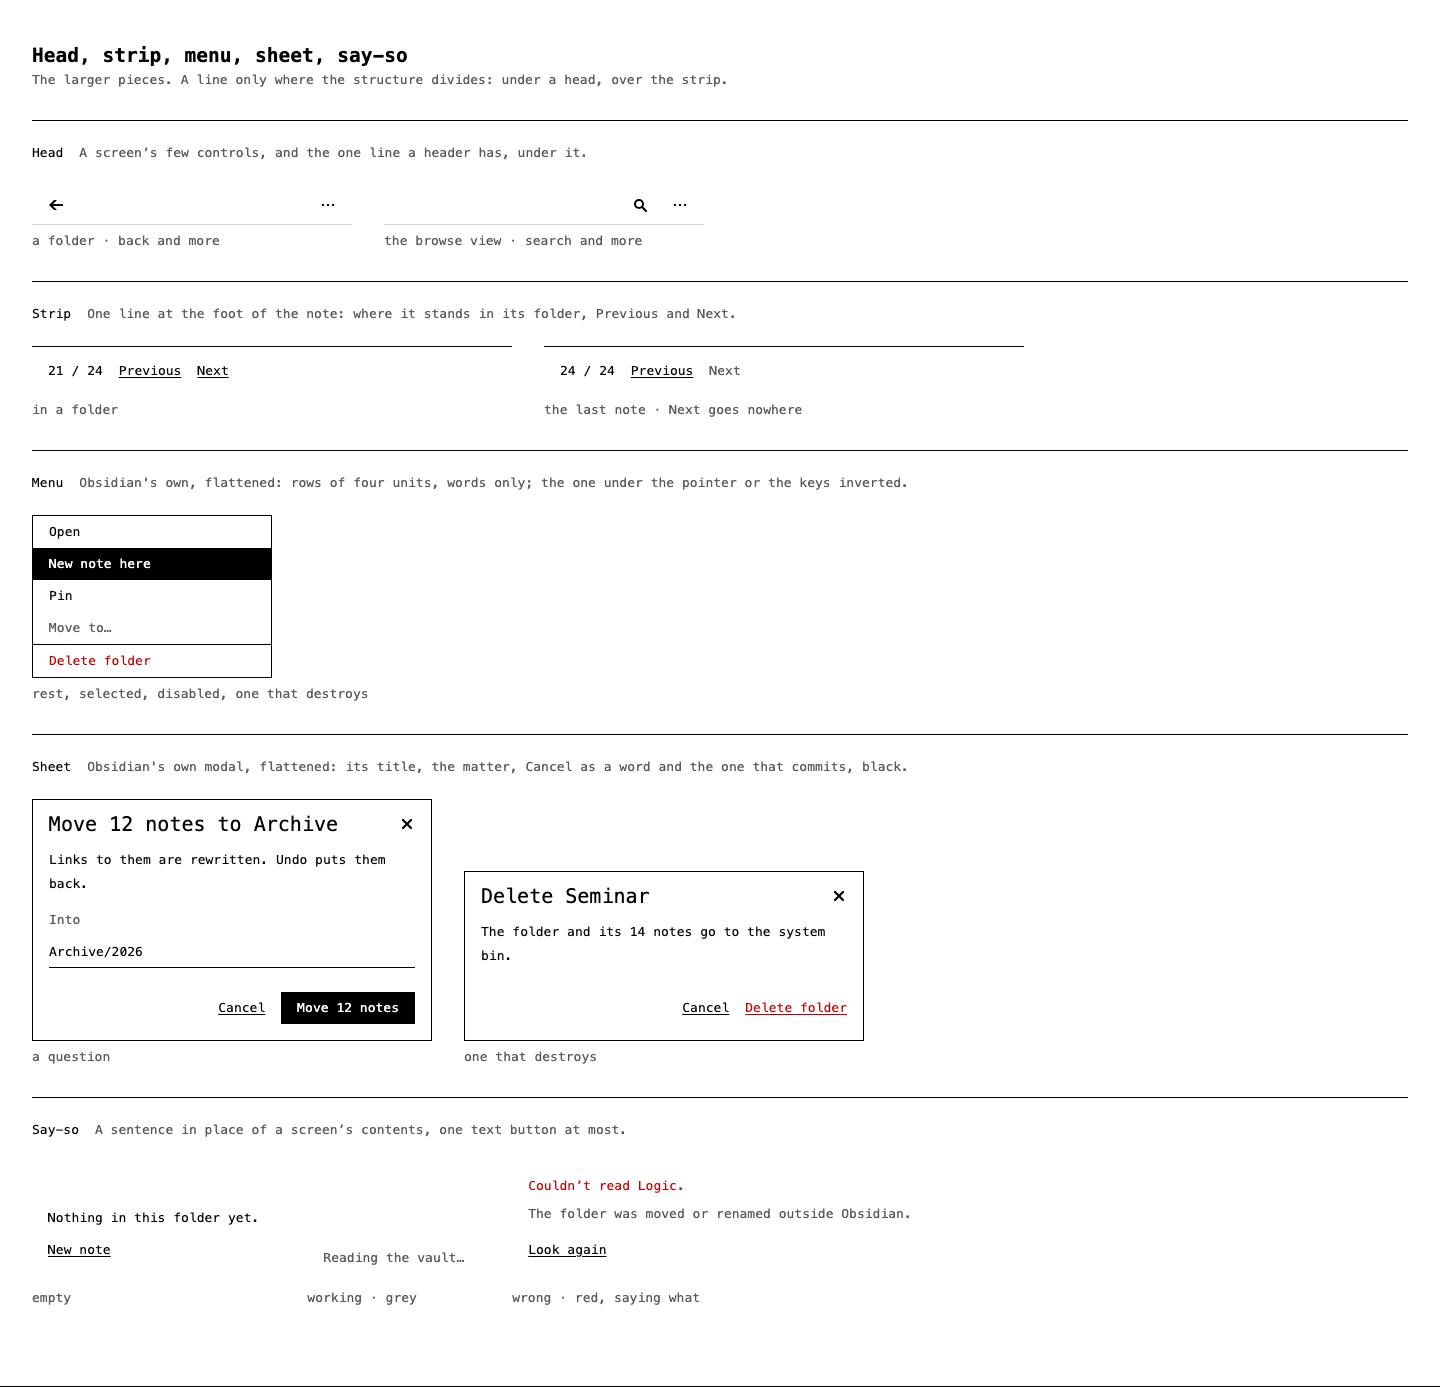 Head, strip, menu, sheet, say-so
The larger pieces. A line only where the structure divides: under a head, over the strip.
Head A screen’s few controls, and the one line a header has, under it.
a folder · back and more
the browse view · search and more
Strip One line at the foot of the note: where it stands in its folder, Previous and Next.
21 / 24 Previous Next
24 / 24 Previous Next
in a folder
the last note · Next goes nowhere
Menu Obsidian's own, flattened: rows of four units, words only; the one under the pointer or the keys inverted.
Open
New note here
Pin
Move to…
Delete folder
rest, selected, disabled, one that destroys
Sheet Obsidian's own modal, flattened: its title, the matter, Cancel as a word and the one that commits, black.
Move 12 notes to Archive
Links to them are rewritten. Undo puts them
back.
Into
Archive/2026
Cancel Move 12 notes
a question
Delete Seminar
The folder and its 14 notes go to the system
bin.
Cancel Delete folder
one that destroys
Say-so A sentence in place of a screen’s contents, one text button at most.
Nothing in this folder yet.
New note
empty
Reading the vault…
working · grey
Couldn’t read Logic.
The folder was moved or renamed outside Obsidian.
Look again
wrong · red, saying what